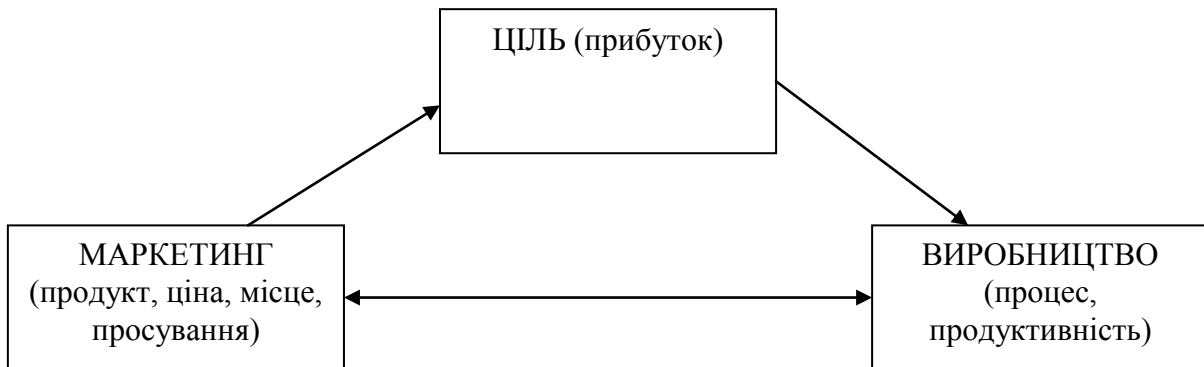 ЦІЛЬ (прибуток)
МАРКЕТИНГ
(продукт, ціна, місце,
просування)
ВИРОБНИЦТВО
(процес,
продуктивність)